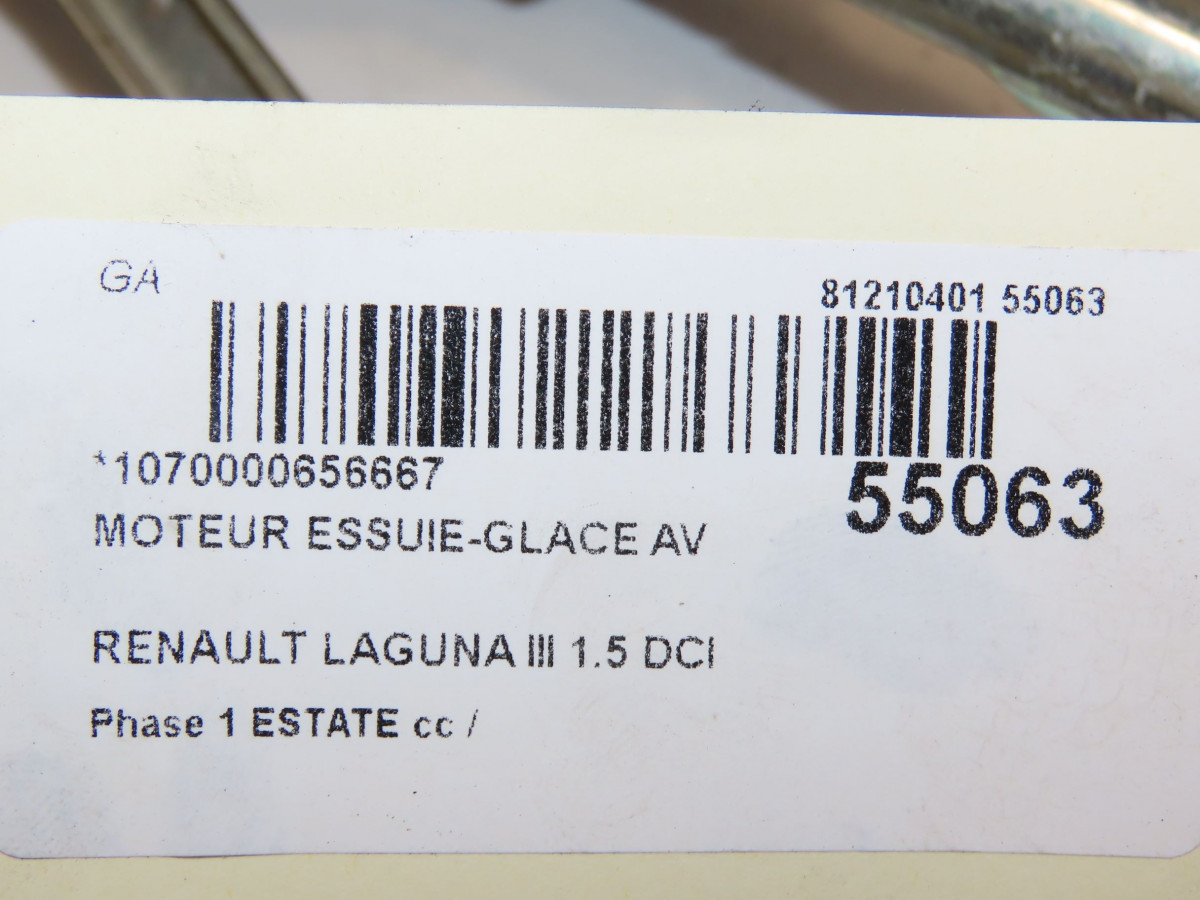 GA
81210401 55063
*1070000656667
55063
MOTEUR ESSUIE-GLACE AV
RENAULT LAGUNA III 1.5 DCI
Phase 1 ESTATE cc /